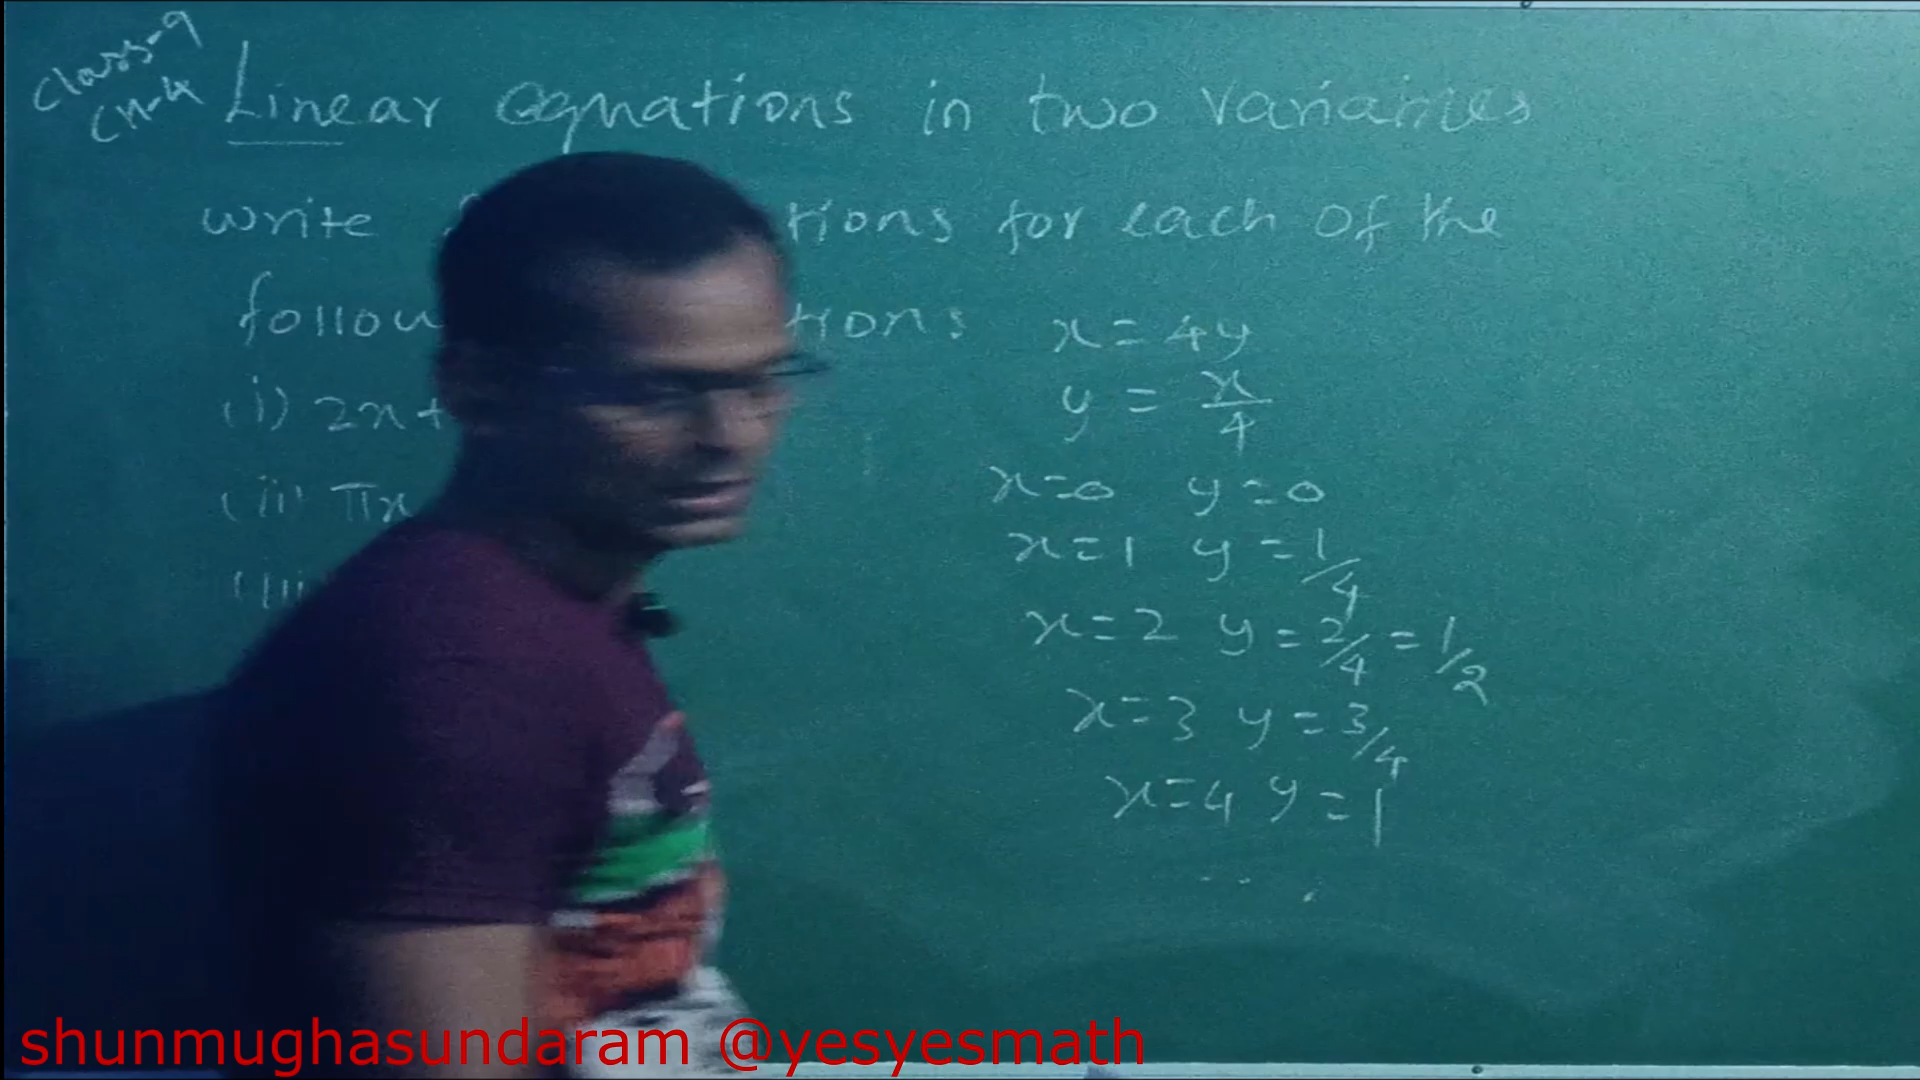 Class-9
CH-4
Linear equations in two variables
write tions for each of the
follow tions
x = 4y
y = x/4
(i) 2x+
x=0 y=0
(ii) πx
x=1 y=1/4
(iii
x=2 y=2/4=1/2
x=3 y=3/4
x=4 y=1
shunmughasundaram @yesyesmath